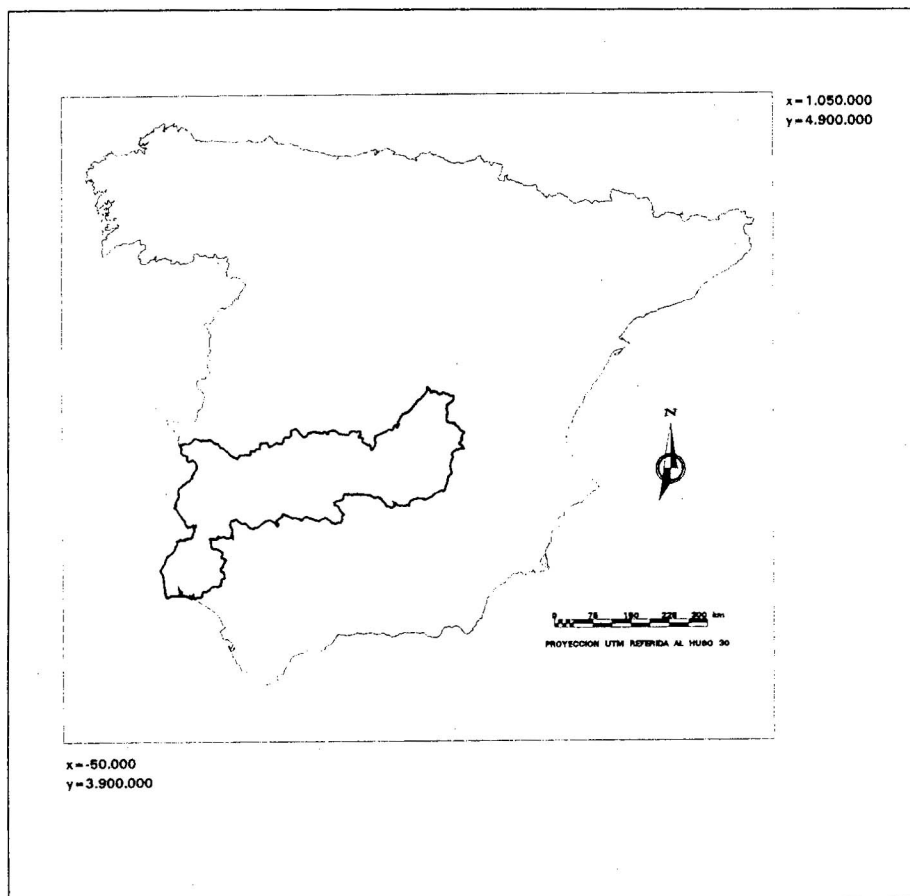 x=1.050.000
y=4.900.000
N
0 75 150 225 300 km
PROYECCION UTM REFERIDA AL HUSO 30
x=-50.000
y=3.900.000